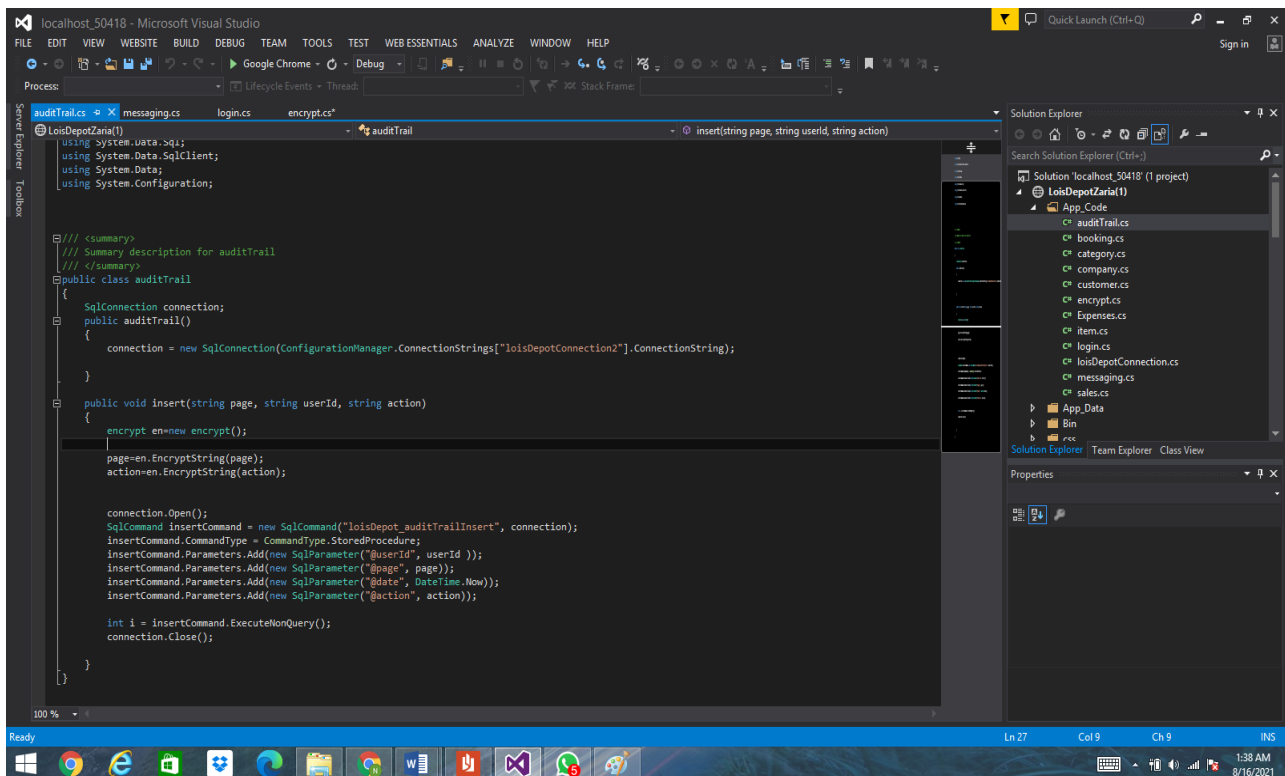 localhost_50418 - Microsoft Visual Studio
Quick Launch (Ctrl+Q)
FILE EDIT VIEW WEBSITE BUILD DEBUG TEAM TOOLS TEST WEB ESSENTIALS ANALYZE WINDOW HELP
Sign in
Google Chrome
Debug
Process:
Lifecycle Events
Thread:
Stack Frame:
Server Explorer
Toolbox
auditTrail.cs messaging.cs login.cs encrypt.cs*
LoisDepotZaria(1) auditTrail insert(string page, string userId, string action)
using System.Data.Sql;
using System.Data.SqlClient;
using System.Data;
using System.Configuration;
/// <summary>
/// Summary description for auditTrail
/// </summary>
public class auditTrail
{
SqlConnection connection;
public auditTrail()
{
connection = new SqlConnection(ConfigurationManager.ConnectionStrings["loisDepotConnection2"].ConnectionString);
}
public void insert(string page, string userId, string action)
{
encrypt en=new encrypt();
page=en.EncryptString(page);
action=en.EncryptString(action);
connection.Open();
SqlCommand insertCommand = new SqlCommand("loisDepot_auditTrailInsert", connection);
insertCommand.CommandType = CommandType.StoredProcedure;
insertCommand.Parameters.Add(new SqlParameter("@userId", userId ));
insertCommand.Parameters.Add(new SqlParameter("@page", page));
insertCommand.Parameters.Add(new SqlParameter("@date", DateTime.Now));
insertCommand.Parameters.Add(new SqlParameter("@action", action));
int i = insertCommand.ExecuteNonQuery();
connection.Close();
}
}
100 %
Solution Explorer
Search Solution Explorer (Ctrl+;)
Solution 'localhost_50418' (1 project)
LoisDepotZaria(1)
App_Code
C# auditTrail.cs
C# booking.cs
C# category.cs
C# company.cs
C# customer.cs
C# encrypt.cs
C# Expenses.cs
C# item.cs
C# login.cs
C# loisDepotConnection.cs
C# messaging.cs
C# sales.cs
App_Data
Bin
css
Solution Explorer Team Explorer Class View
Properties
Ready
Ln 27 Col 9 Ch 9 INS
1:38 AM
8/16/2021